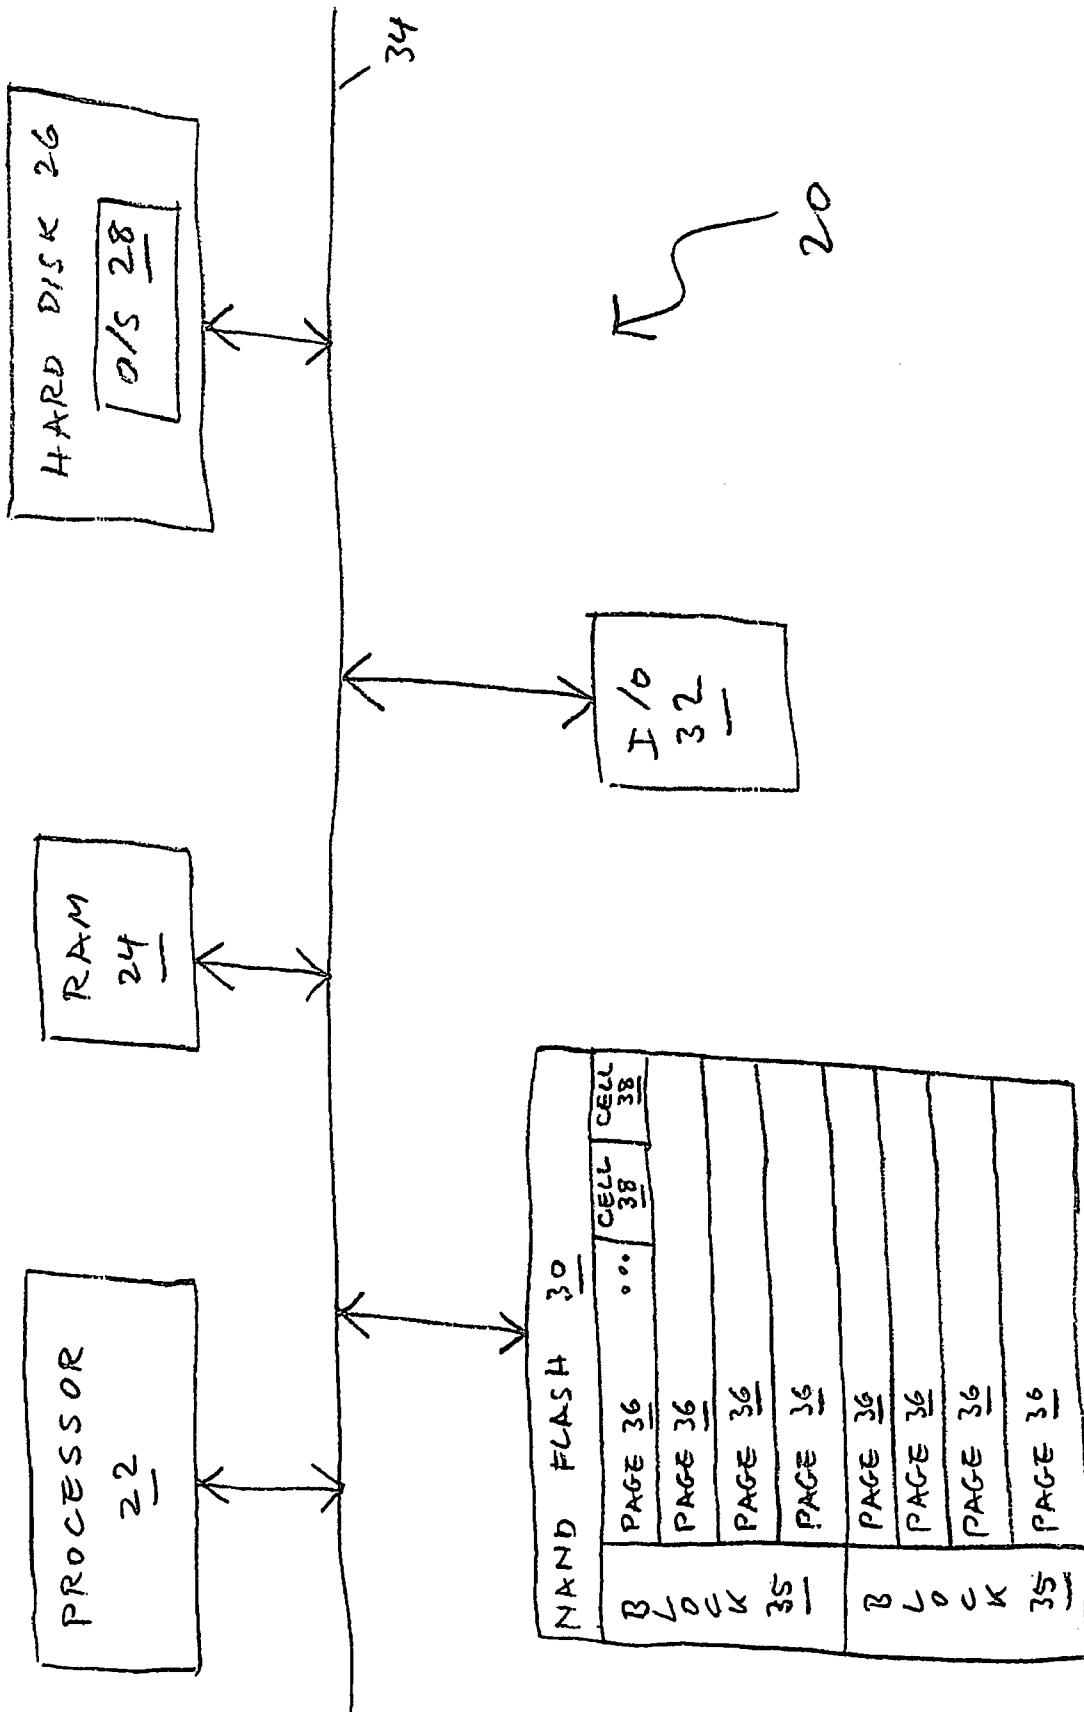 PROCESSOR
22
RAM
24
HARD DISK 26
O/S 28
34
NAND FLASH 30
BLOCK 35
PAGE 36 ... CELL 38 CELL 38
PAGE 36
PAGE 36
PAGE 36
BLOCK 35
PAGE 36
PAGE 36
PAGE 36
PAGE 36
I/O
32
20